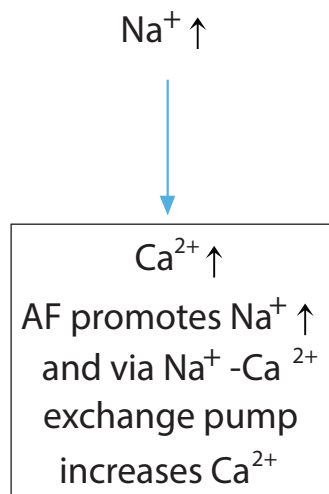 Na⁺ ↑
Ca²⁺ ↑
AF promotes Na⁺ ↑
and via Na⁺ -Ca ²⁺
exchange pump
increases Ca²⁺